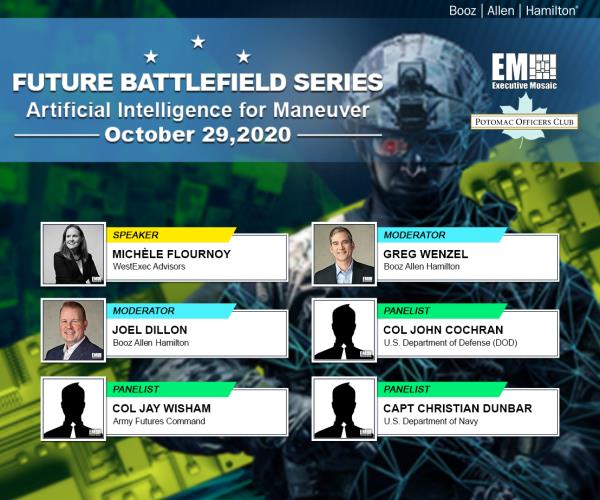 Booz | Allen | Hamilton®
FUTURE BATTLEFIELD SERIES
Artificial Intelligence for Maneuver
October 29,2020
EM
Executive Mosaic
POTOMAC OFFICERS CLUB
SPEAKER
MICHÈLE FLOURNOY
WestExec Advisors
MODERATOR
GREG WENZEL
Booz Allen Hamilton
MODERATOR
JOEL DILLON
Booz Allen Hamilton
PANELIST
COL JOHN COCHRAN
U.S. Department of Defense (DOD)
PANELIST
COL JAY WISHAM
Army Futures Command
PANELIST
CAPT CHRISTIAN DUNBAR
U.S. Department of Navy